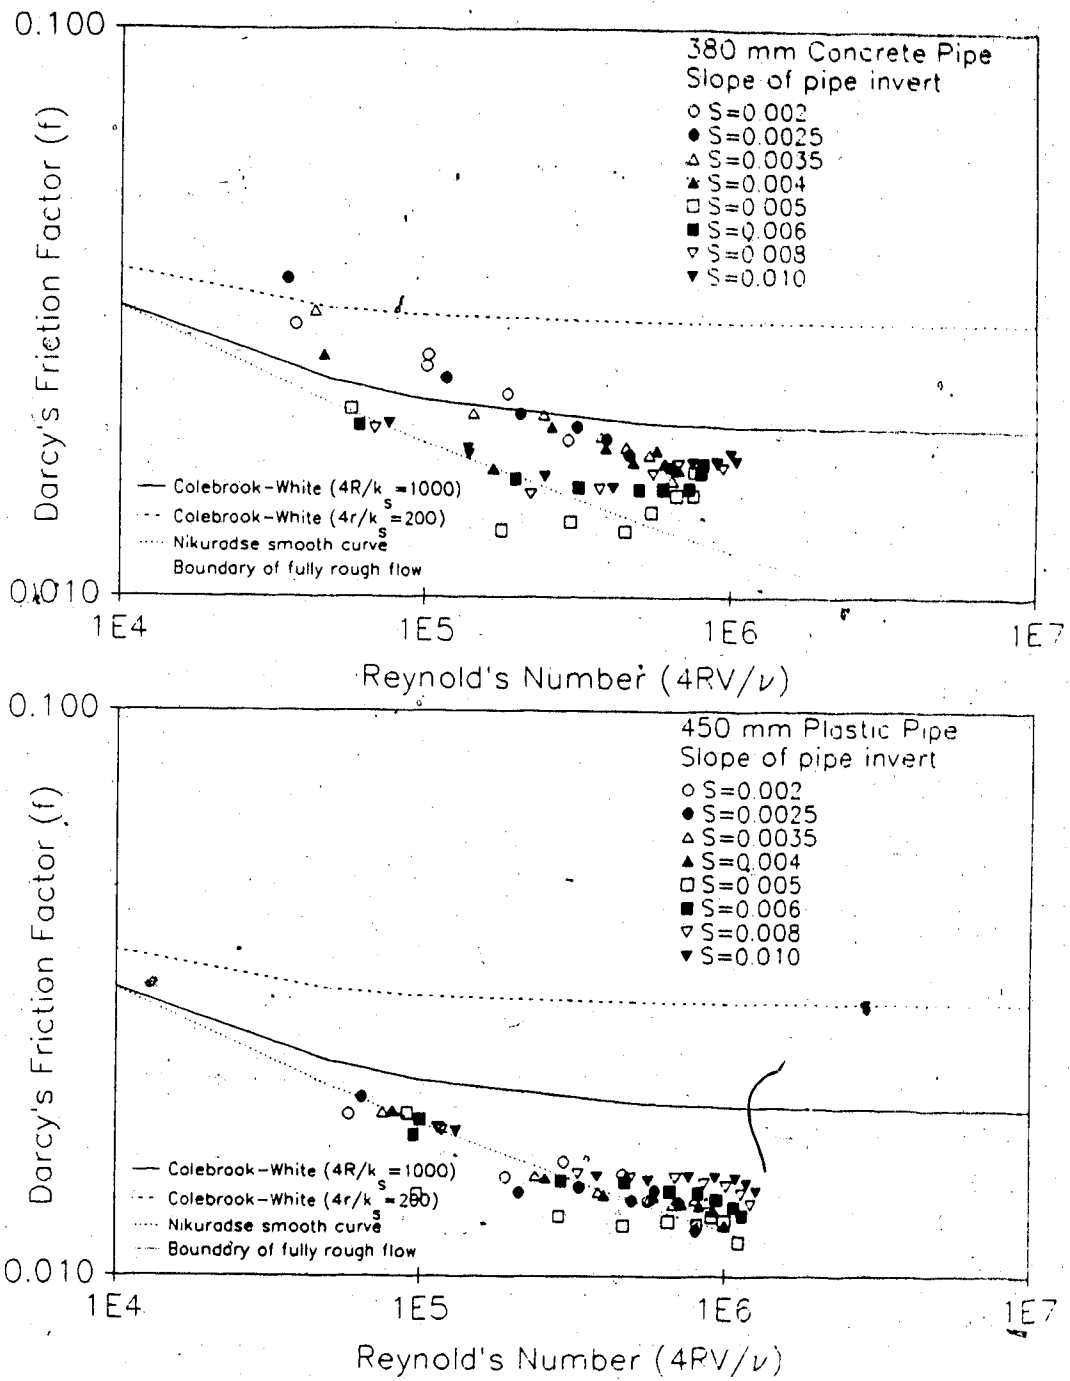 0.100
0.010
Darcy's Friction Factor (f)
380 mm Concrete Pipe
Slope of pipe invert
S=0.002
S=0.0025
S=0.0035
S=0.004
S=0.005
S=0.006
S=0.008
S=0.010
Colebrook-White (4R/k_s=1000)
Colebrook-White (4r/k_s=200)
Nikuradse smooth curve
Boundary of fully rough flow
1E4 1E5 1E6 1E7
Reynold's Number (4RV/ν)
0.100
0.010
Darcy's Friction Factor (f)
450 mm Plastic Pipe
Slope of pipe invert
S=0.002
S=0.0025
S=0.0035
S=0.004
S=0.005
S=0.006
S=0.008
S=0.010
Colebrook-White (4R/k_s=1000)
Colebrook-White (4r/k_s=200)
Nikuradse smooth curve
Boundary of fully rough flow
1E4 1E5 1E6 1E7
Reynold's Number (4RV/ν)